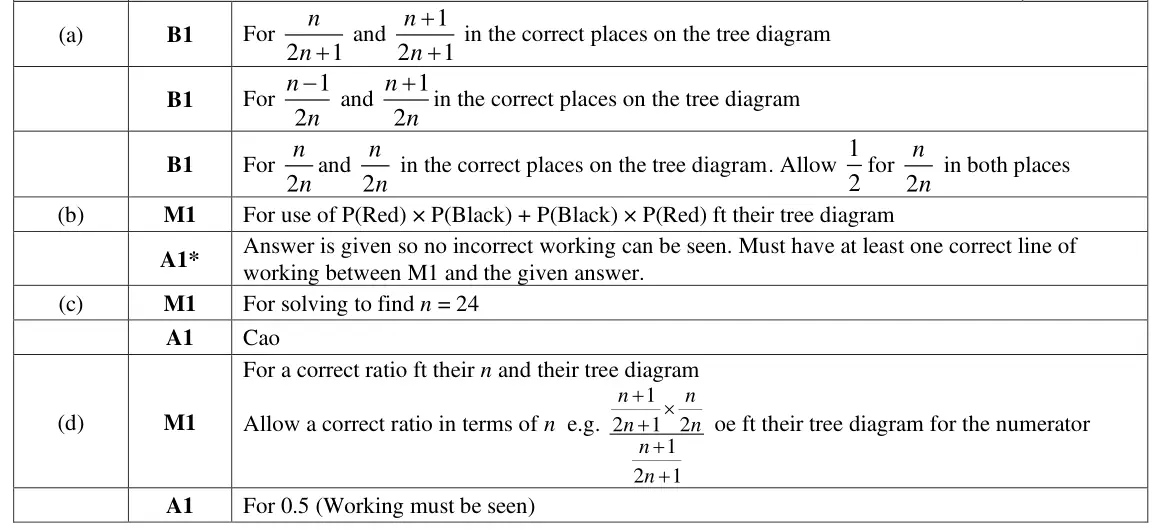 (a) B1 For n/(2n+1) and (n+1)/(2n+1) in the correct places on the tree diagram
B1 For (n−1)/(2n) and (n+1)/(2n) in the correct places on the tree diagram
B1 For n/(2n) and n/(2n) in the correct places on the tree diagram. Allow 1/2 for n/(2n) in both places
(b) M1 For use of P(Red) × P(Black) + P(Black) × P(Red) ft their tree diagram
A1* Answer is given so no incorrect working can be seen. Must have at least one correct line of
working between M1 and the given answer.
(c) M1 For solving to find n = 24
A1 Cao
(d) M1 For a correct ratio ft their n and their tree diagram
Allow a correct ratio in terms of n e.g. ((n+1)/(2n+1) × n/(2n))/((n+1)/(2n+1)) oe ft their tree diagram for the numerator
A1 For 0.5 (Working must be seen)